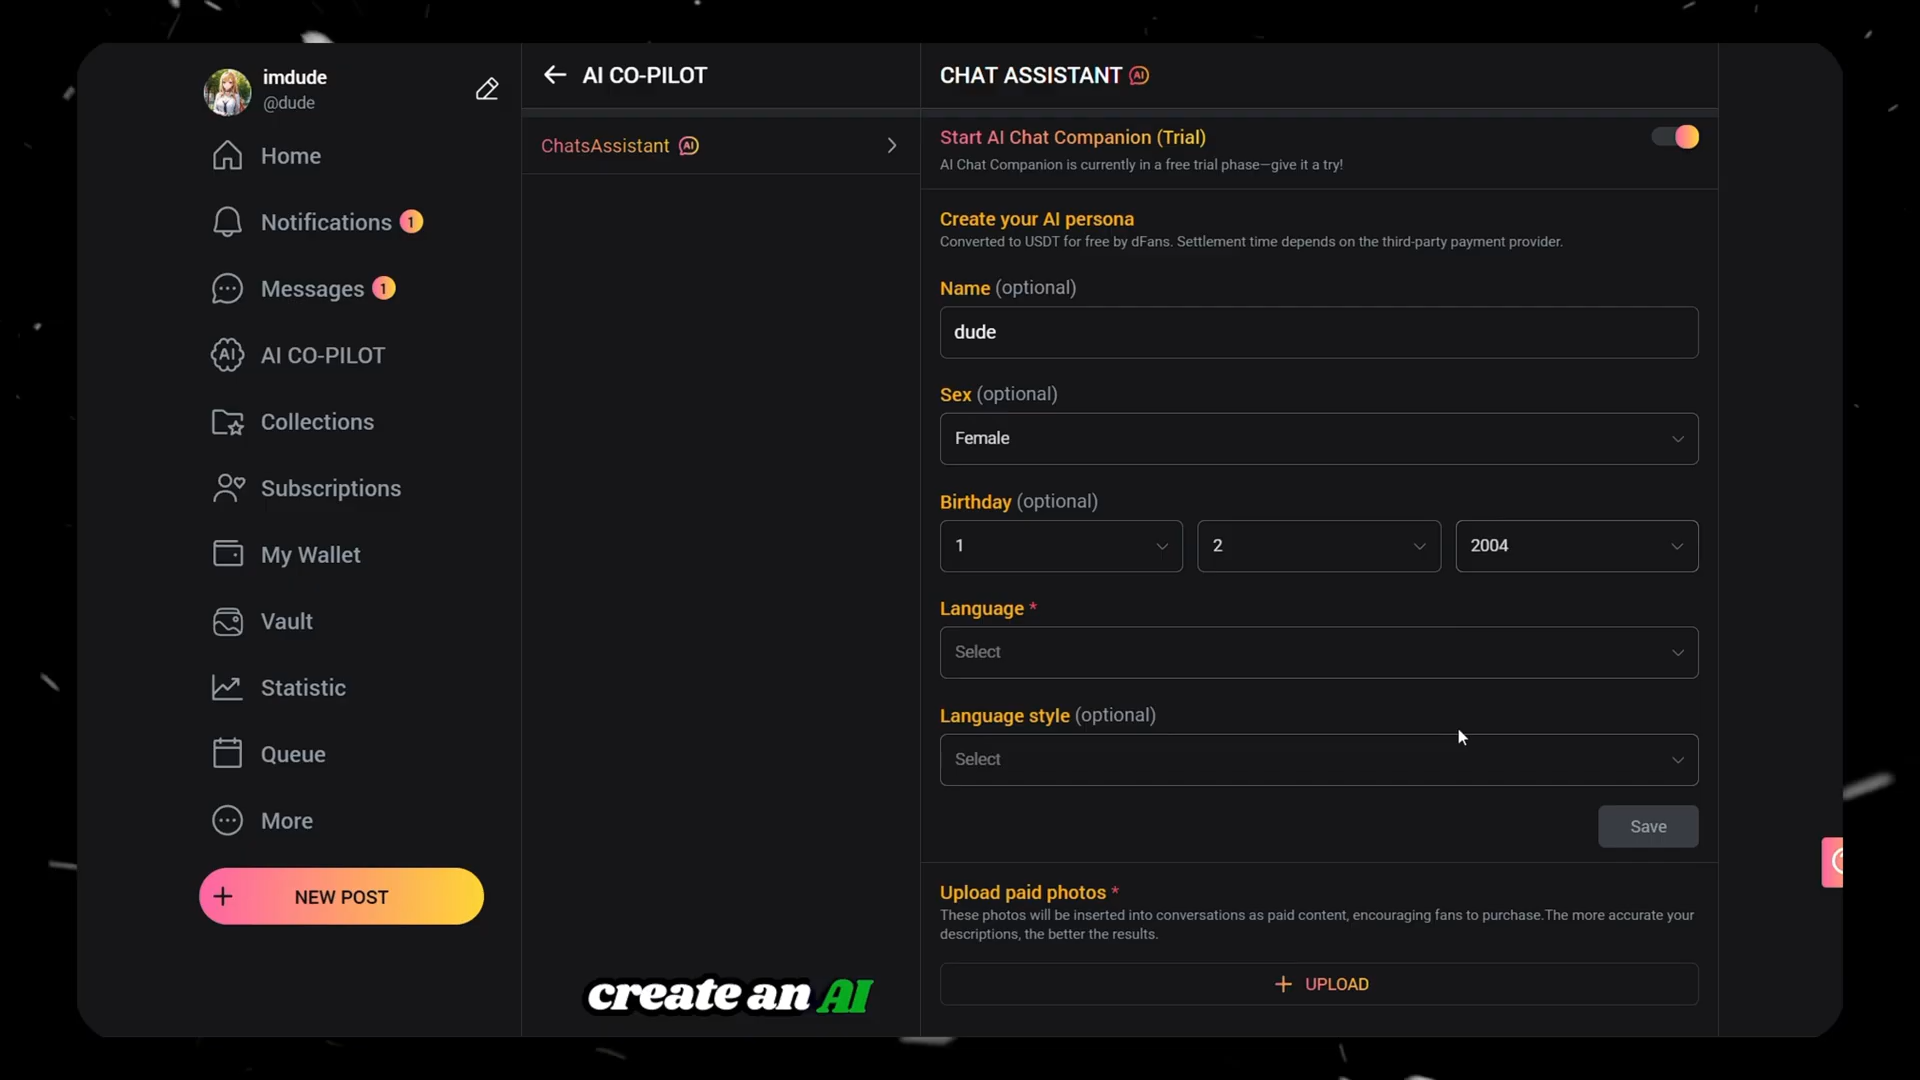 imdude
@dude
Home
Notifications 1
Messages 1
AI AI CO-PILOT
Collections
Subscriptions
My Wallet
Vault
Statistic
Queue
More
+ NEW POST
AI CO-PILOT
ChatsAssistant AI
CHAT ASSISTANT AI
Start AI Chat Companion (Trial)
AI Chat Companion is currently in a free trial phase—give it a try!
Create your AI persona
Converted to USDT for free by dFans. Settlement time depends on the third-party payment provider.
Name (optional)
dude
Sex (optional)
Female
Birthday (optional)
1 2 2004
Language *
Select
Language style (optional)
Select
Save
Upload paid photos *
These photos will be inserted into conversations as paid content, encouraging fans to purchase.The more accurate your
descriptions, the better the results.
+ UPLOAD
create an AI